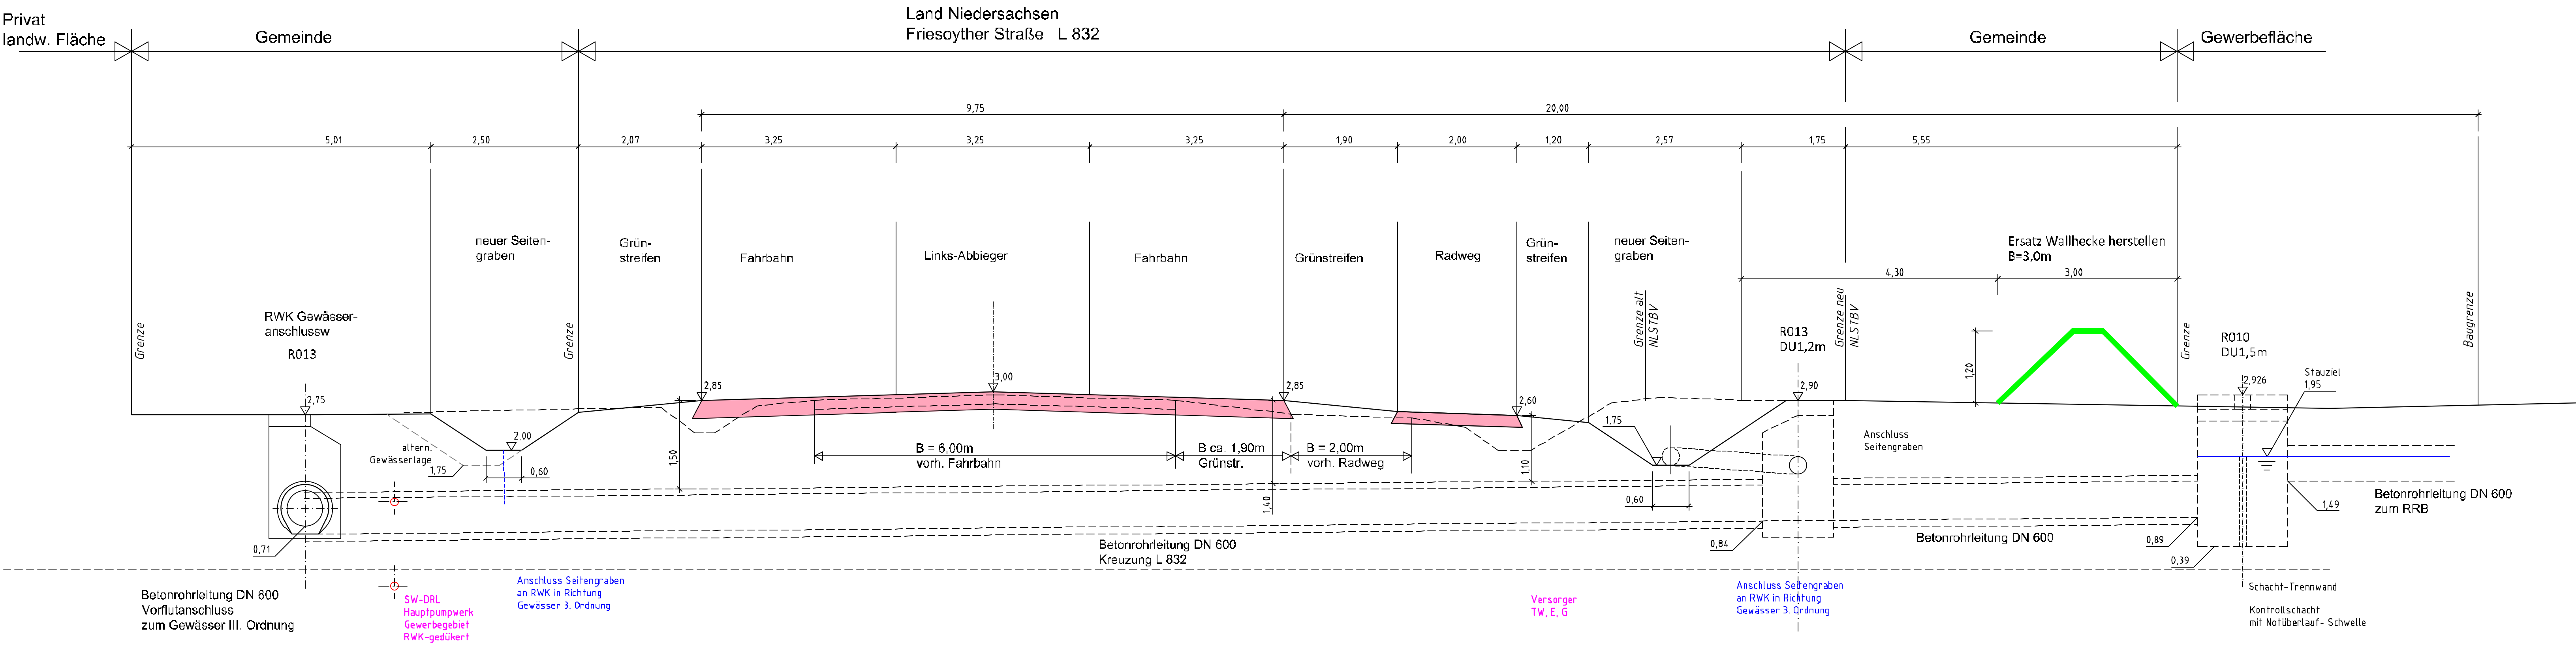 Privat
landw. Fläche
Gemeinde
Land Niedersachsen
Friesoyther Straße L 832
Gemeinde
Gewerbefläche
9,75
20,00
5,01
2,50
2,07
3,25
3,25
3,25
1,90
2,00
1,20
2,57
1,75
5,55
neuer Seiten-
graben
Grün-
streifen
Fahrbahn
Links-Abbieger
Fahrbahn
Grünstreifen
Radweg
Grün-
streifen
neuer Seiten-
graben
Ersatz Wallhecke herstellen
B=3,0m
4,30
3,00
Grenze
RWK Gewässer-
anschlussw
R013
Grenze
Grenze alt
NLSTBV
R013
DU1,2m
Grenze neu
NLSTBV
Grenze
R010
DU1,5m
Baugrenze
Stauziel
1,95
2,75
2,85
3,00
2,85
2,60
2,90
1,20
2,926
altern.
Gewässerlage
1,75
2,00
0,60
1,50
B = 6,00m
vorh. Fahrbahn
B ca. 1,90m
Grünstr.
B = 2,00m
vorh. Radweg
1,40
1,10
1,75
0,60
Anschluss
Seitengraben
0,71
Betonrohrleitung DN 600
Kreuzung L 832
0,84
Betonrohrleitung DN 600
0,89
0,39
1,49
Betonrohrleitung DN 600
zum RRB
Betonrohrleitung DN 600
Vorflutanschluss
zum Gewässer III. Ordnung
SW-DRL
Hauptpumpwerk
Gewerbegebiet
RWK-gedükert
Anschluss Seitengraben
an RWK in Richtung
Gewässer 3. Ordnung
Versorger
TW, E, G
Anschluss Seitengraben
an RWK in Richtung
Gewässer 3. Ordnung
Schacht-Trennwand
Kontrollschacht
mit Notüberlauf- Schwelle